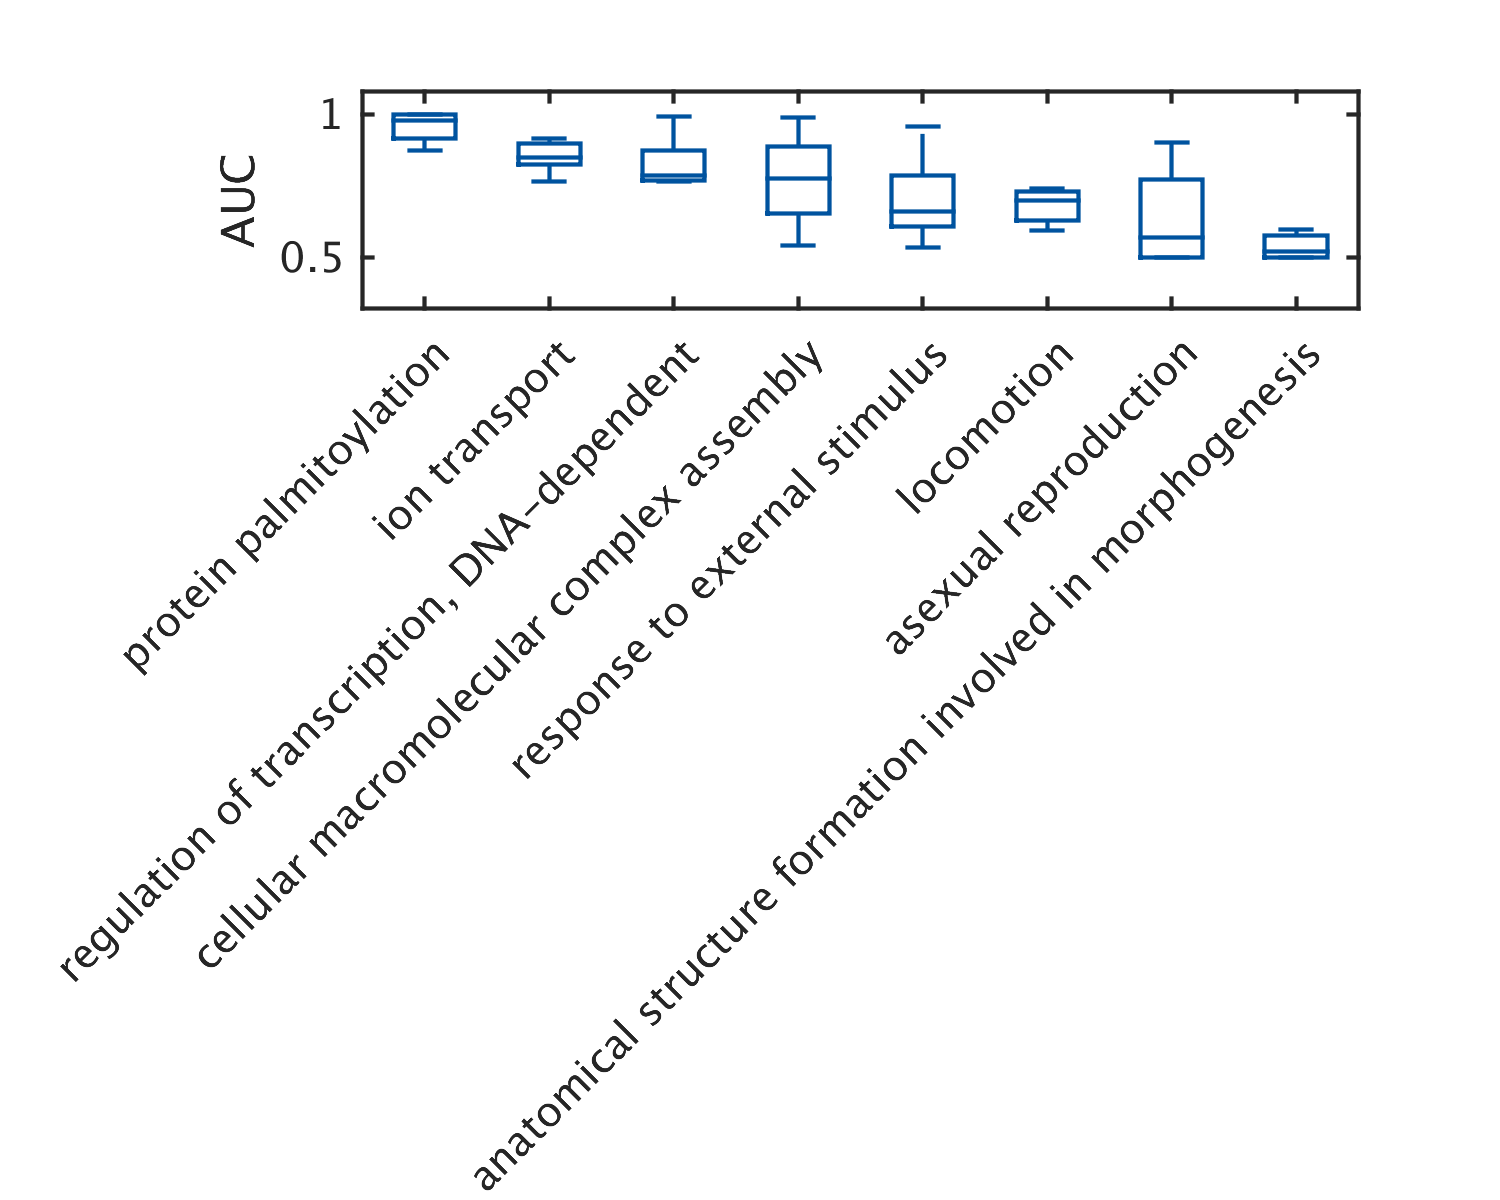 1
0.5
AUC
protein palmitoylation
ion transport
regulation of transcription, DNA−dependent
cellular macromolecular complex assembly
response to external stimulus
locomotion
asexual reproduction
anatomical structure formation involved in morphogenesis